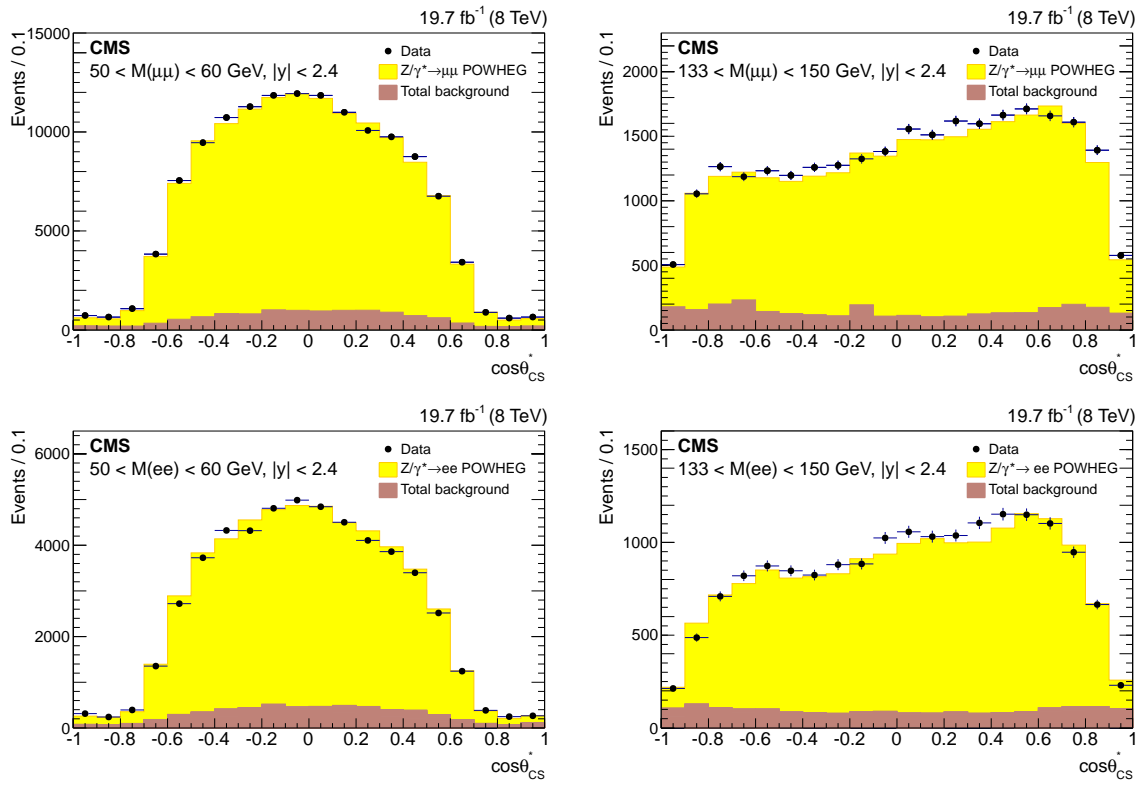 19.7 fb⁻¹ (8 TeV)
Events / 0.1
CMS
50 < M(μμ) < 60 GeV, |y| < 2.4
Data
Z/γ*→μμ POWHEG
Total background
15000
10000
5000
0
-1 -0.8 -0.6 -0.4 -0.2 0 0.2 0.4 0.6 0.8 1
cosθ*CS
19.7 fb⁻¹ (8 TeV)
Events / 0.1
CMS
133 < M(μμ) < 150 GeV, |y| < 2.4
Data
Z/γ*→μμ POWHEG
Total background
2000
1500
1000
500
0
-1 -0.8 -0.6 -0.4 -0.2 0 0.2 0.4 0.6 0.8 1
cosθ*CS
19.7 fb⁻¹ (8 TeV)
Events / 0.1
CMS
50 < M(ee) < 60 GeV, |y| < 2.4
Data
Z/γ*→ee POWHEG
Total background
6000
4000
2000
0
-1 -0.8 -0.6 -0.4 -0.2 0 0.2 0.4 0.6 0.8 1
cosθ*CS
19.7 fb⁻¹ (8 TeV)
Events / 0.1
CMS
133 < M(ee) < 150 GeV, |y| < 2.4
Data
Z/γ*→ ee POWHEG
Total background
1500
1000
500
0
-1 -0.8 -0.6 -0.4 -0.2 0 0.2 0.4 0.6 0.8 1
cosθ*CS